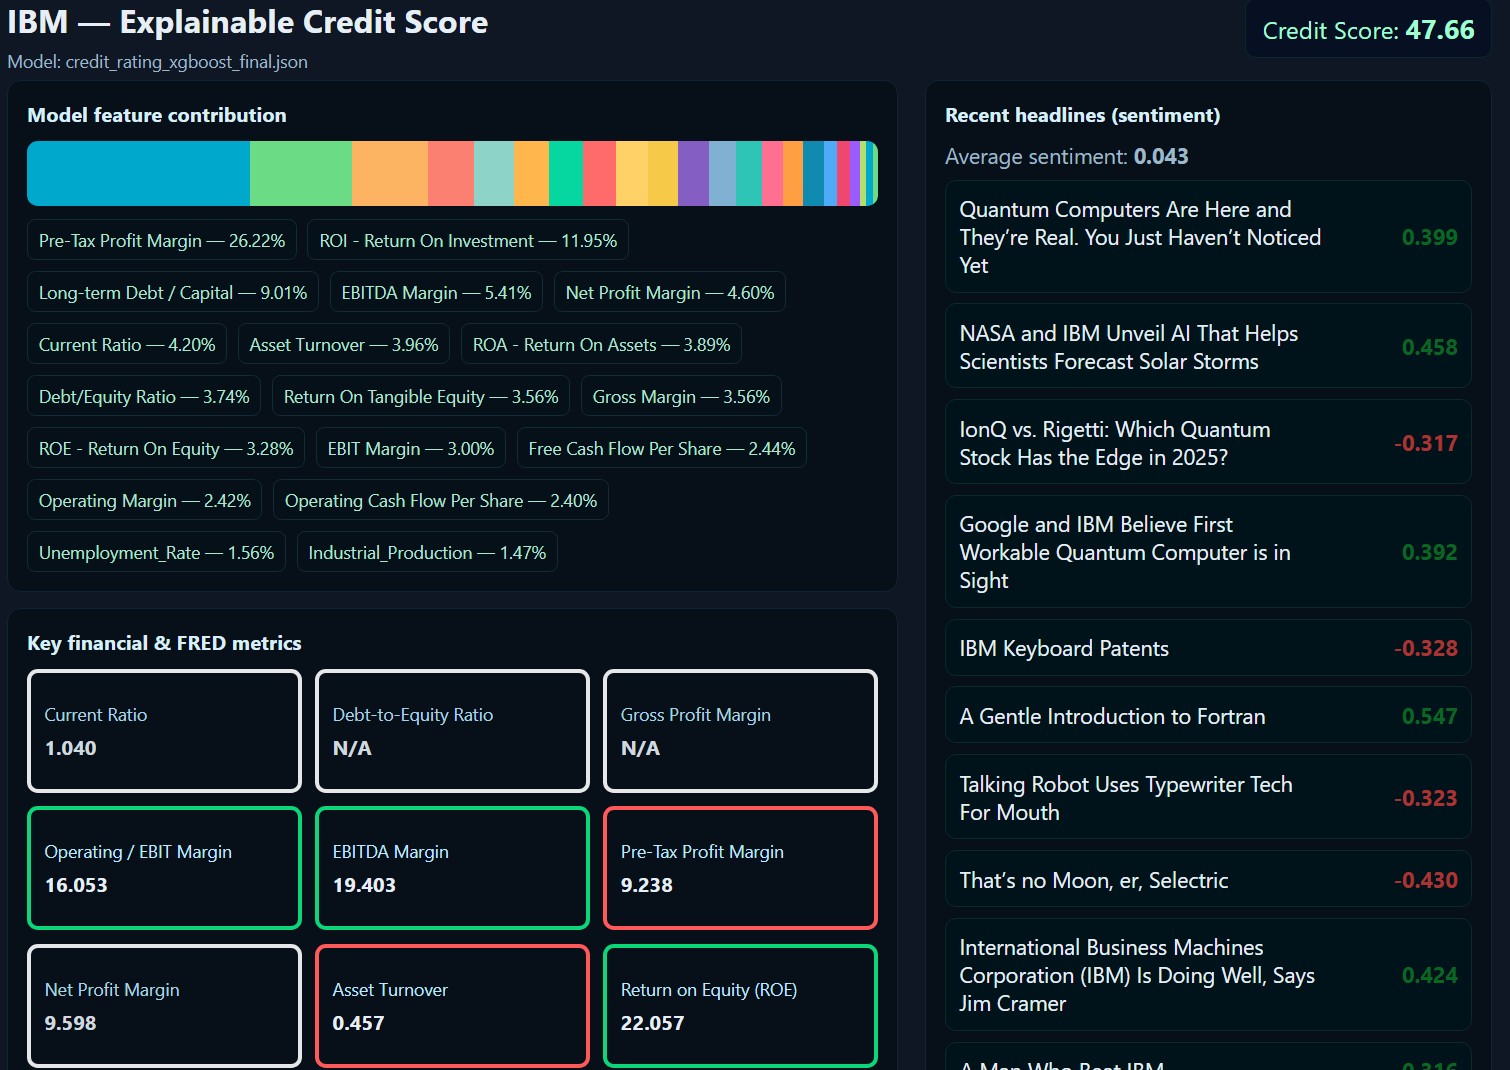 IBM — Explainable Credit Score
Model: credit_rating_xgboost_final.json
Credit Score: 47.66
Model feature contribution
Pre-Tax Profit Margin — 26.22%
ROI - Return On Investment — 11.95%
Long-term Debt / Capital — 9.01%
EBITDA Margin — 5.41%
Net Profit Margin — 4.60%
Current Ratio — 4.20%
Asset Turnover — 3.96%
ROA - Return On Assets — 3.89%
Debt/Equity Ratio — 3.74%
Return On Tangible Equity — 3.56%
Gross Margin — 3.56%
ROE - Return On Equity — 3.28%
EBIT Margin — 3.00%
Free Cash Flow Per Share — 2.44%
Operating Margin — 2.42%
Operating Cash Flow Per Share — 2.40%
Unemployment_Rate — 1.56%
Industrial_Production — 1.47%
Key financial & FRED metrics
Current Ratio
1.040
Debt-to-Equity Ratio
N/A
Gross Profit Margin
N/A
Operating / EBIT Margin
16.053
EBITDA Margin
19.403
Pre-Tax Profit Margin
9.238
Net Profit Margin
9.598
Asset Turnover
0.457
Return on Equity (ROE)
22.057
Recent headlines (sentiment)
Average sentiment: 0.043
Quantum Computers Are Here and
They’re Real. You Just Haven’t Noticed
Yet
0.399
NASA and IBM Unveil AI That Helps
Scientists Forecast Solar Storms
0.458
IonQ vs. Rigetti: Which Quantum
Stock Has the Edge in 2025?
-0.317
Google and IBM Believe First
Workable Quantum Computer is in
Sight
0.392
IBM Keyboard Patents
-0.328
A Gentle Introduction to Fortran
0.547
Talking Robot Uses Typewriter Tech
For Mouth
-0.323
That’s no Moon, er, Selectric
-0.430
International Business Machines
Corporation (IBM) Is Doing Well, Says
Jim Cramer
0.424
A Man Who Beat IBM
0.316